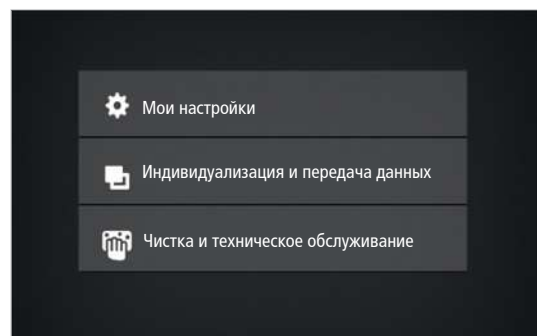 Мои настройки
Индивидуализация и передача данных
Чистка и техническое обслуживание